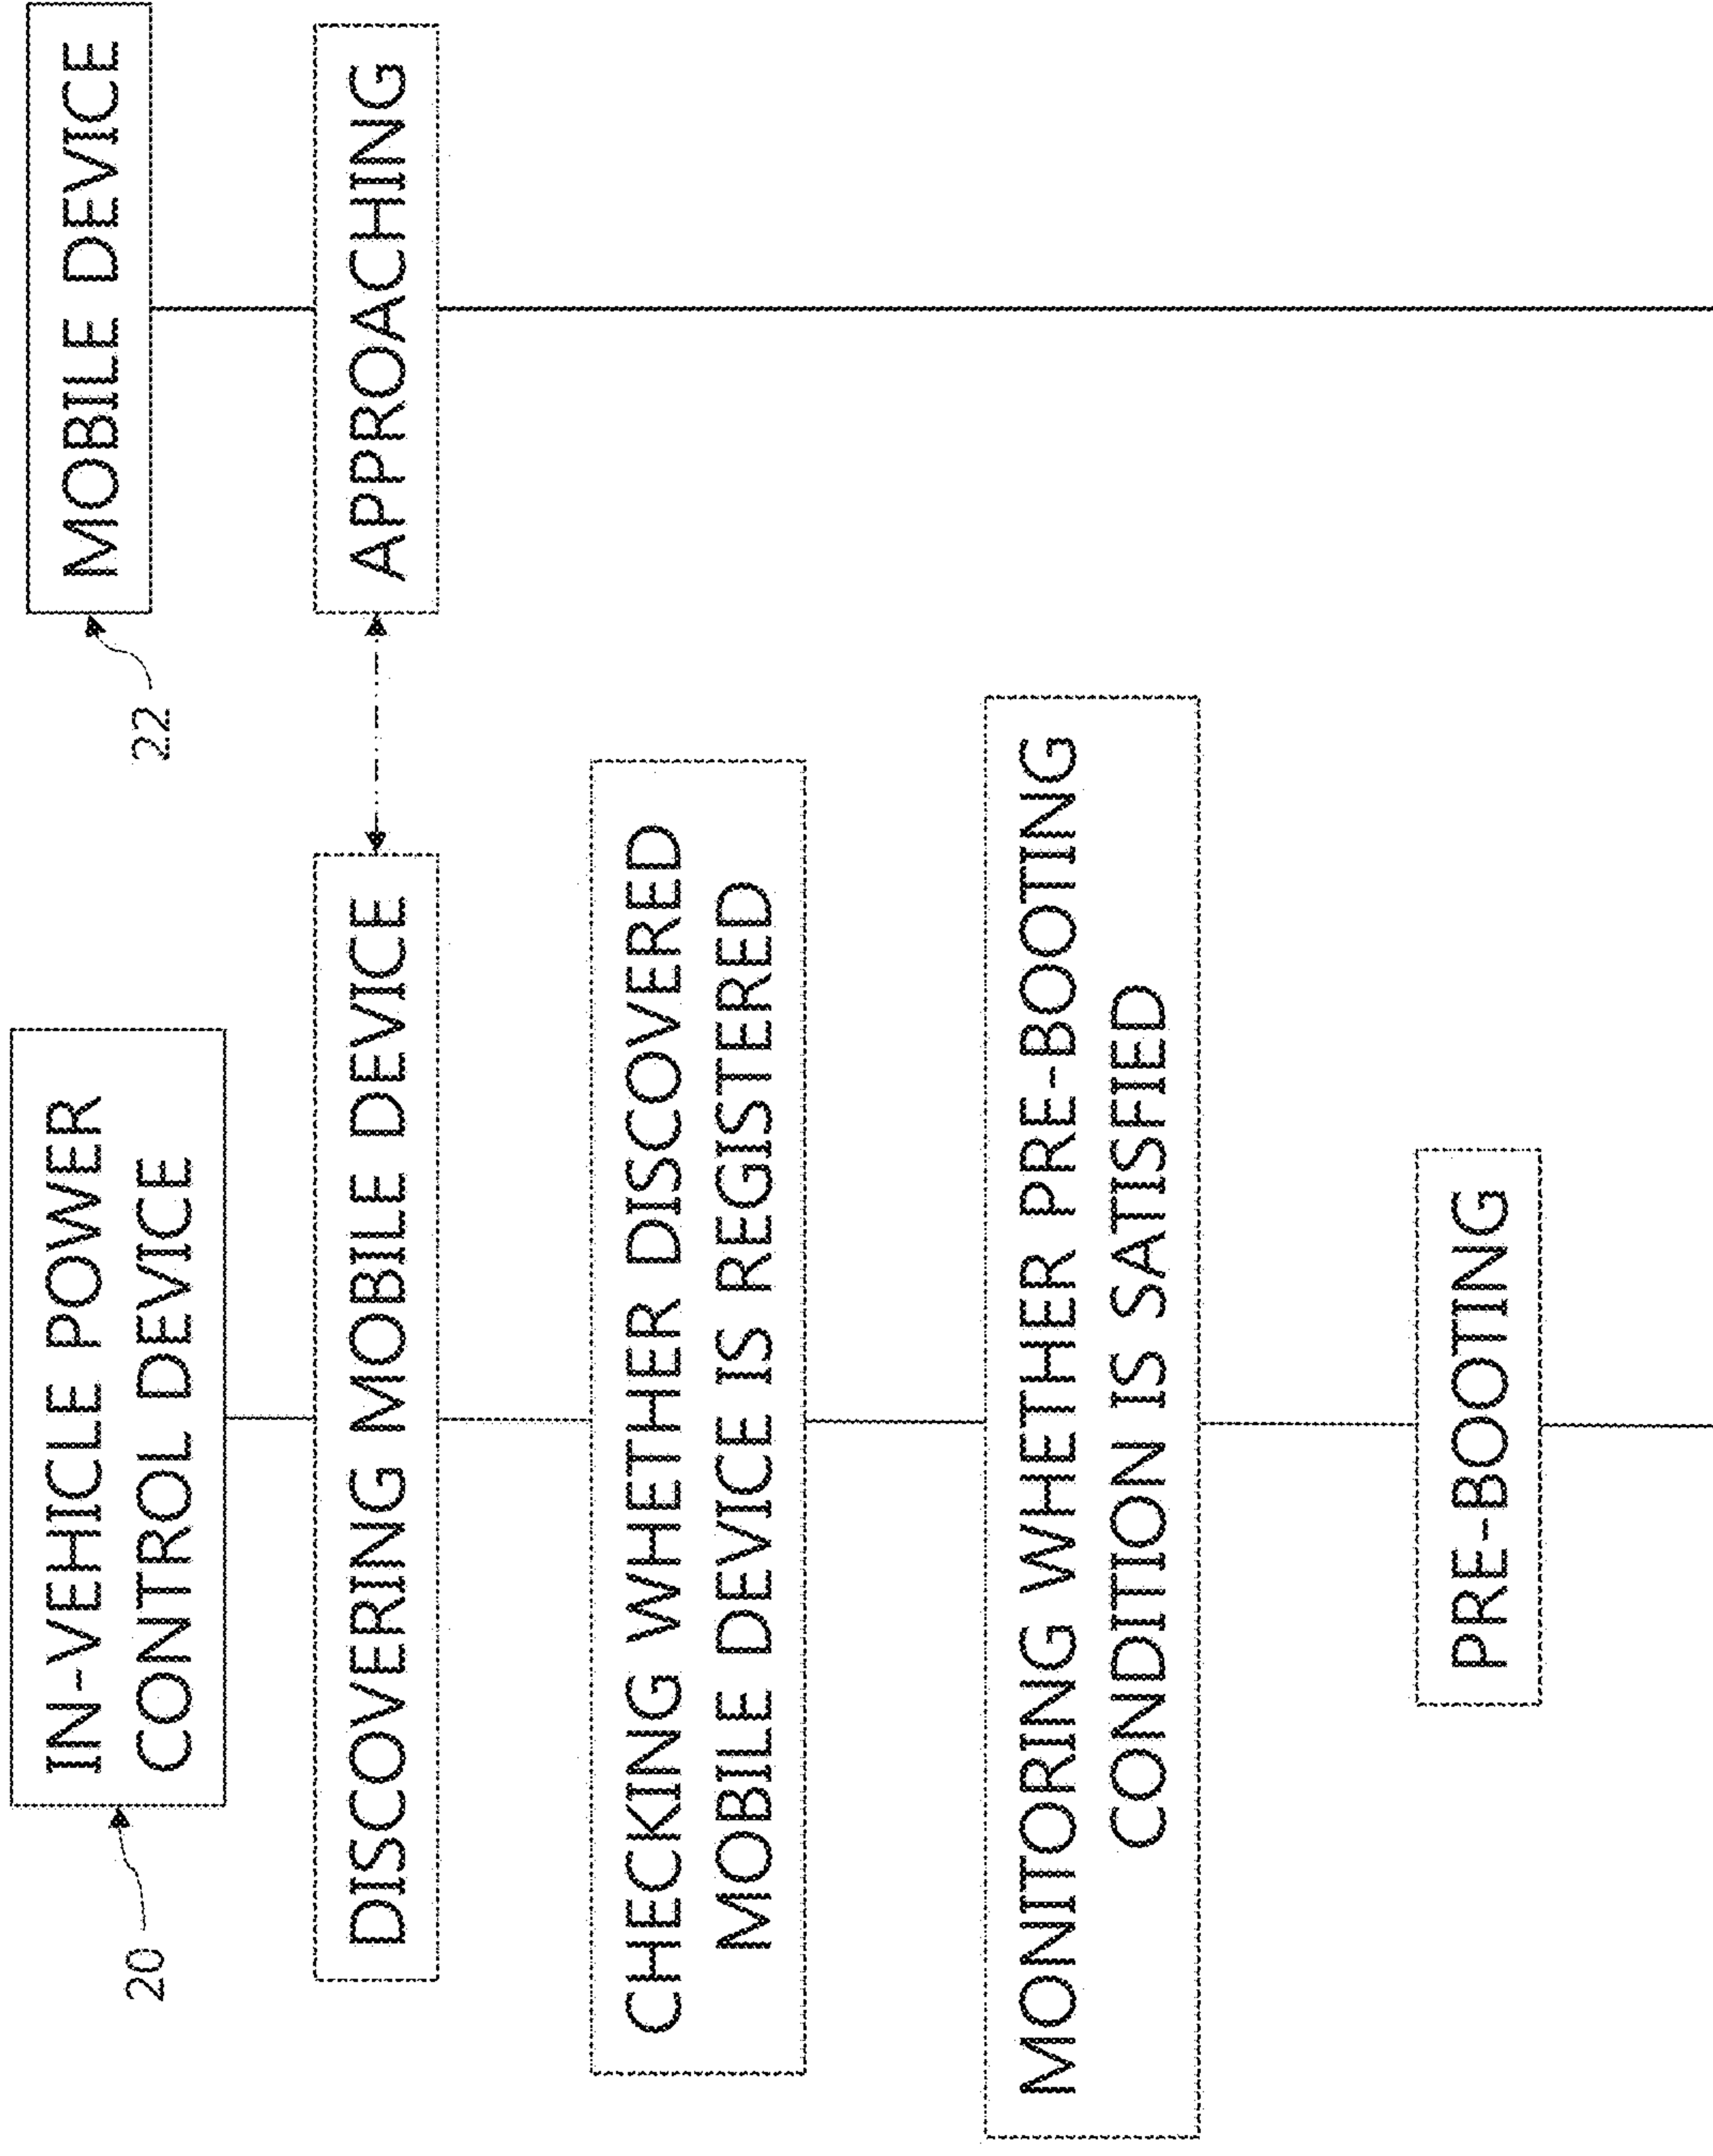 20
IN-VEHICLE POWER
CONTROL DEVICE
22
MOBILE DEVICE
DISCOVERING MOBILE DEVICE
APPROACHING
CHECKING WHETHER DISCOVERED
MOBILE DEVICE IS REGISTERED
MONITORING WHETHER PRE-BOOTING
CONDITION IS SATISFIED
PRE-BOOTING